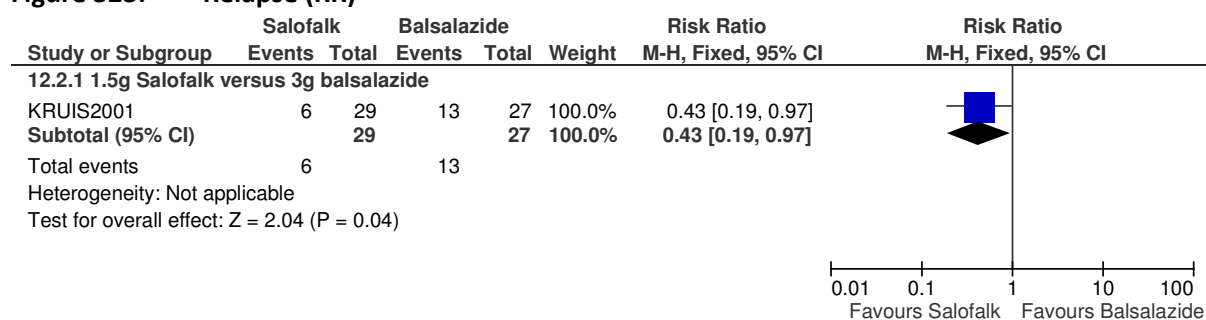 Salofalk Balsalazide Risk Ratio Risk Ratio
Study or Subgroup Events Total Events Total Weight M-H, Fixed, 95% CI M-H, Fixed, 95% CI
12.2.1 1.5g Salofalk versus 3g balsalazide
KRUIS2001 6 29 13 27 100.0% 0.43 [0.19, 0.97]
Subtotal (95% CI) 29 27 100.0% 0.43 [0.19, 0.97]
Total events 6 13
Heterogeneity: Not applicable
Test for overall effect: Z = 2.04 (P = 0.04)
0.01 0.1 1 10 100
Favours Salofalk Favours Balsalazide